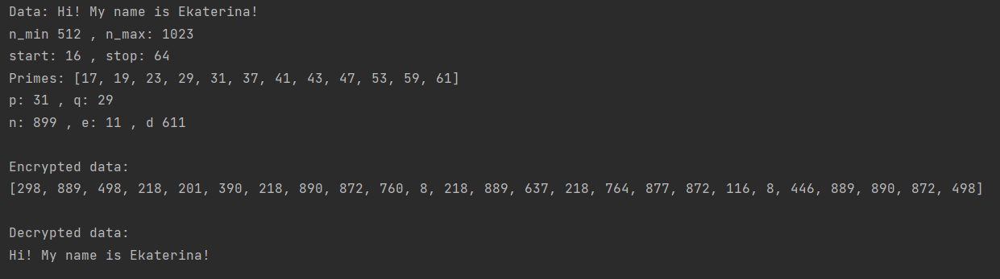 Data: Hi! My name is Ekaterina!
n_min 512 , n_max: 1023
start: 16 , stop: 64
Primes: [17, 19, 23, 29, 31, 37, 41, 43, 47, 53, 59, 61]
p: 31 , q: 29
n: 899 , e: 11 , d 611
Encrypted data:
[298, 889, 498, 218, 201, 390, 218, 890, 872, 760, 8, 218, 889, 637, 218, 764, 877, 872, 116, 8, 446, 889, 890, 872, 498]
Decrypted data:
Hi! My name is Ekaterina!